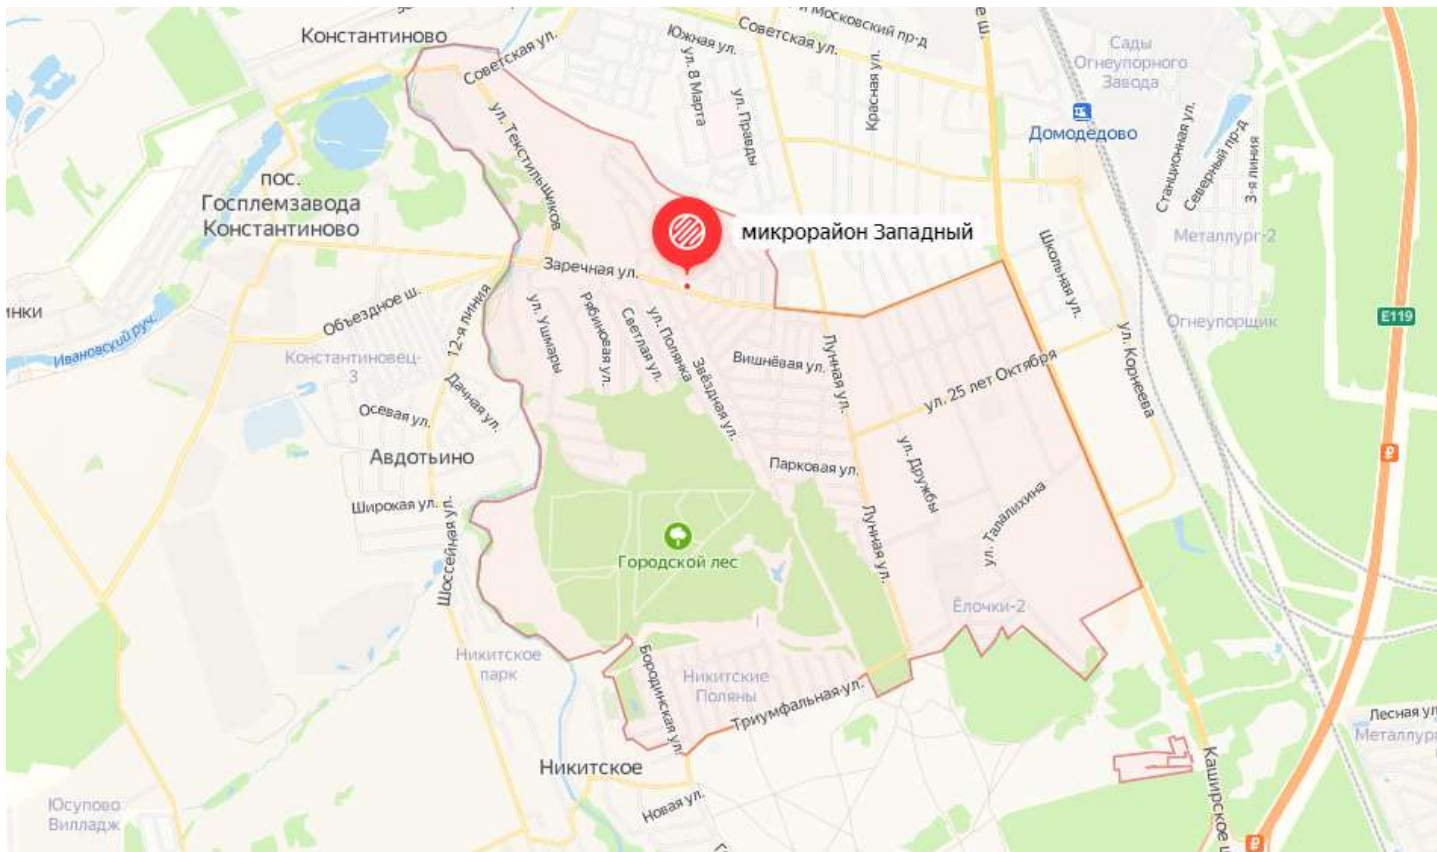 Константиново
Советская ул.
Южная ул.
Советская ул.
Московский пр-д
е ш.
Сады
Огнеупорного
Завода
ул. 8 Марта
ул. Правды
Красная ул.
Домодедово
ул. Текстильщиков
Станционная ул.
Северный пр-д
3-я линия
пос.
Госплемзавода
Константиново
микрорайон Западный
Металлург-2
Школьная ул.
Заречная ул.
инки
Ивановский руч.
Объездное ш.
12-я линия
ул. Ушмары
Рябиновая ул.
Светлая ул.
ул. Полянка
Звёздная ул.
Вишнёвая ул.
Лунная ул.
ул. 25 лет Октября
ул. Корнеева
Огнеупорщик
E119
Константиновец-
3
Дачная ул.
Осевая ул.
Авдотьино
Парковая ул.
ул. Дружбы
Широкая ул.
Шоссейная ул.
Лунная ул.
ул. Талалихина
Городской лес
Ёлочки-2
Никитское
парк
Бородинская ул.
Никитские
Поляны
Триумфальная ул.
Лесная ул
Металлург
Никитское
Каширское ш
Юсупово
Вилладж
Новая ул.